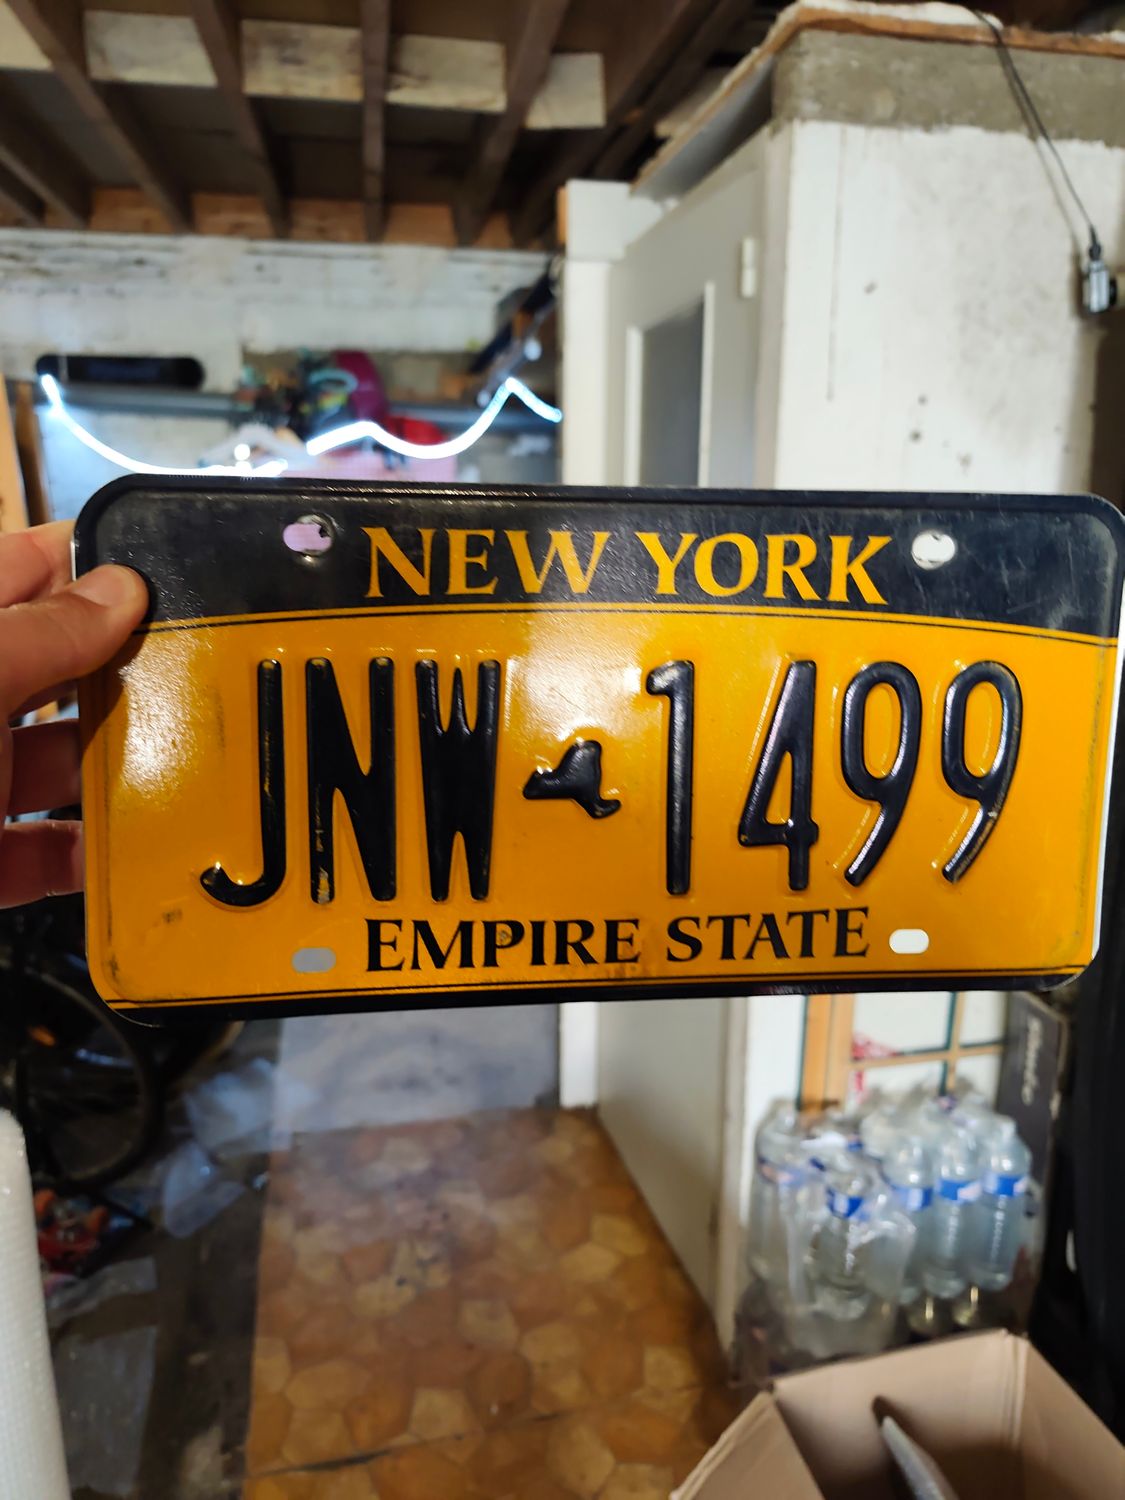 NEW YORK
JNW 1499
EMPIRE STATE